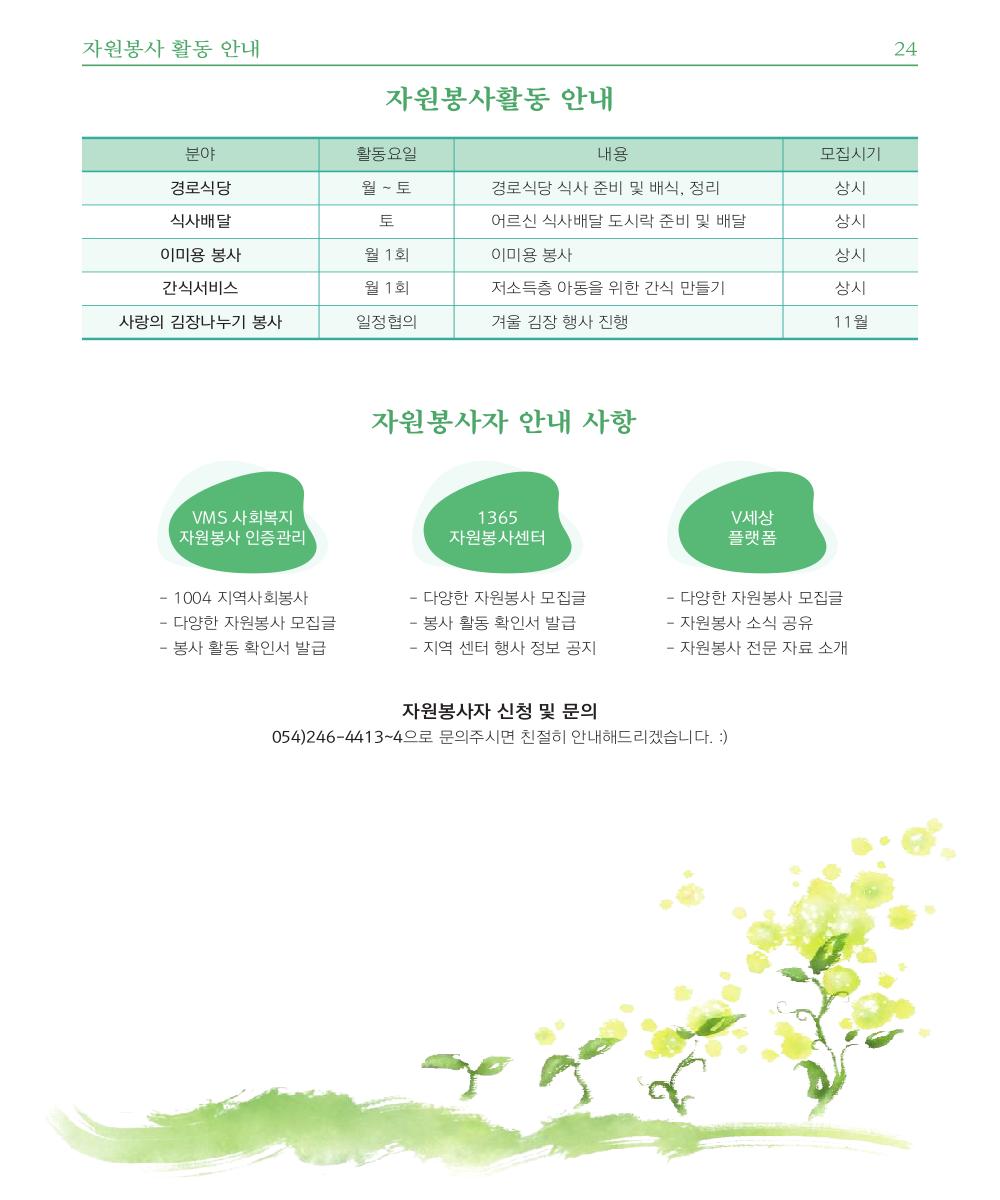 자원봉사 활동 안내 24
자원봉사활동 안내
분야 활동요일 내용 모집시기
경로식당 월 ~ 토 경로식당 식사 준비 및 배식, 정리 상시
식사배달 토 어르신 식사배달 도시락 준비 및 배달 상시
이미용 봉사 월 1회 이미용 봉사 상시
간식서비스 월 1회 저소득층 아동을 위한 간식 만들기 상시
사랑의 김장나누기 봉사 일정협의 겨울 김장 행사 진행 11월
자원봉사자 안내 사항
VMS 사회복지
자원봉사 인증관리
- 1004 지역사회봉사
- 다양한 자원봉사 모집글
- 봉사 활동 확인서 발급
1365
자원봉사센터
- 다양한 자원봉사 모집글
- 봉사 활동 확인서 발급
- 지역 센터 행사 정보 공지
V세상
플랫폼
- 다양한 자원봉사 모집글
- 자원봉사 소식 공유
- 자원봉사 전문 자료 소개
자원봉사자 신청 및 문의
054)246-4413~4으로 문의주시면 친절히 안내해드리겠습니다. :)